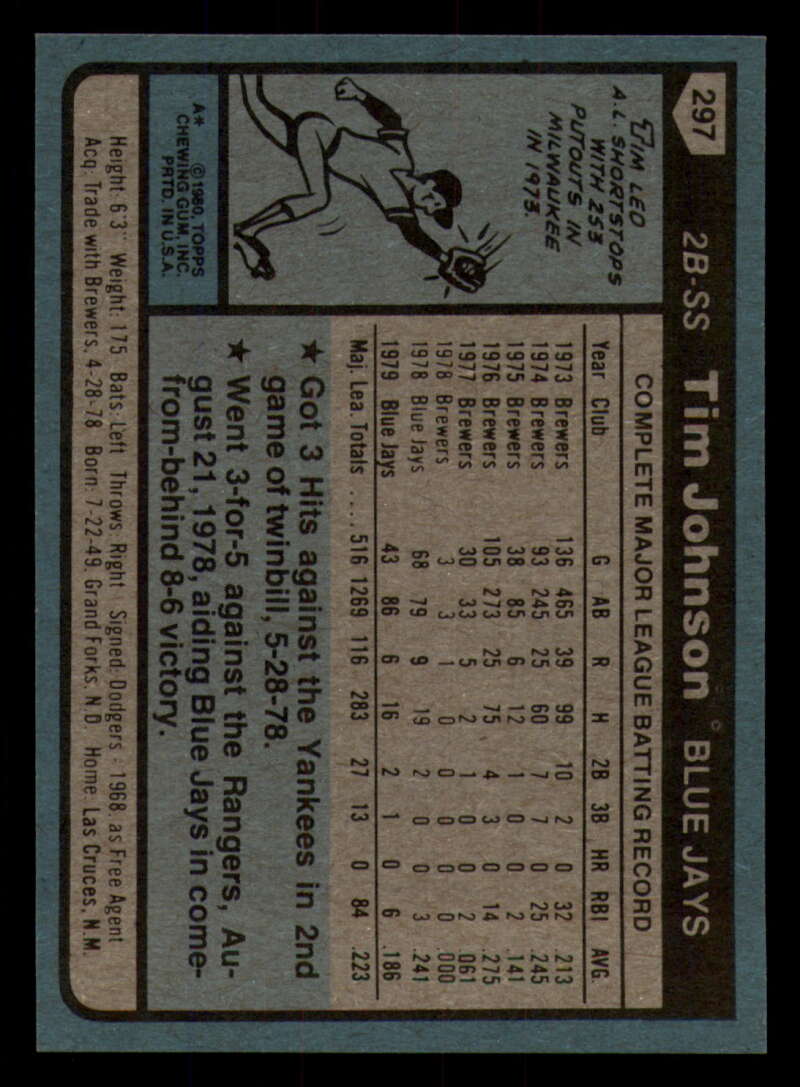 297 2B-SS Tim Johnson BLUE JAYS
TIM LED
A.L. SHORTSTOPS
WITH 253
PUTOUTS IN
MILWAUKEE
IN 1973.
A* © 1980, TOPPS
CHEWING GUM, INC.
PRTD. IN U.S.A.
COMPLETE MAJOR LEAGUE BATTING RECORD
Year Club G AB R H 2B 3B HR RBI AVG.
1973 Brewers 136 465 39 99 10 2 0 32 .213
1974 Brewers 93 245 25 60 7 7 0 25 .245
1975 Brewers 38 85 6 12 1 0 0 2 .141
1976 Brewers 105 273 25 75 4 3 0 14 .275
1977 Brewers 30 33 5 2 1 0 0 2 .061
1978 Brewers 3 3 1 0 0 0 0 0 .000
1978 Blue Jays 68 79 9 19 2 0 0 3 .241
1979 Blue Jays 43 86 6 16 2 1 0 6 .186
Maj. Lea. Totals .... 516 1269 116 283 27 13 0 84 .223
★ Got 3 Hits against the Yankees in 2nd
game of twinbill, 5-28-78.
★ Went 3-for-5 against the Rangers, Au-
gust 21, 1978, aiding Blue Jays in come-
from-behind 8-6 victory.
Height: 6'3" Weight: 175 Bats: Left Throws: Right Signed: Dodgers - 1968, as Free Agent
Acq: Trade with Brewers, 4-28-78 Born: 7-22-49, Grand Forks, N.D. Home: Las Cruces, N.M.